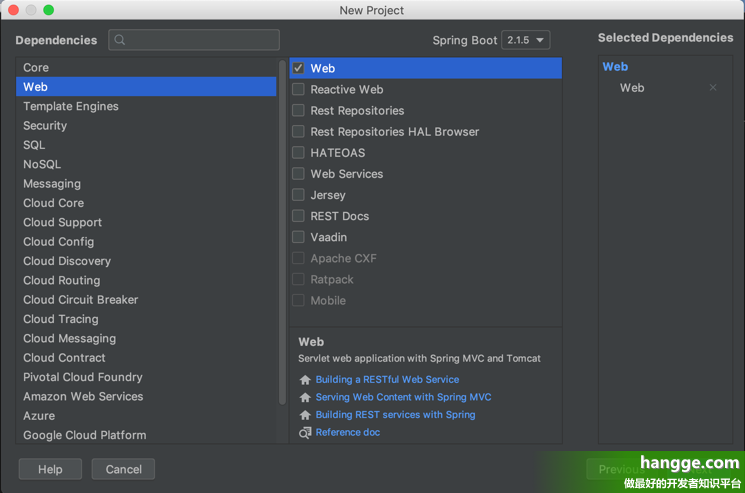 New Project
Dependencies
Spring Boot 2.1.5
Selected Dependencies
Core
Web
Template Engines
Security
SQL
NoSQL
Messaging
Cloud Core
Cloud Support
Cloud Config
Cloud Discovery
Cloud Routing
Cloud Circuit Breaker
Cloud Tracing
Cloud Messaging
Cloud Contract
Pivotal Cloud Foundry
Amazon Web Services
Azure
Google Cloud Platform
Web
Reactive Web
Rest Repositories
Rest Repositories HAL Browser
HATEOAS
Web Services
Jersey
REST Docs
Vaadin
Apache CXF
Ratpack
Mobile
Web
Servlet web application with Spring MVC and Tomcat
Building a RESTful Web Service
Serving Web Content with Spring MVC
Building REST services with Spring
Reference doc
Web
Web
Help
Cancel
Previous
hangge.com
做最好的开发者知识平台